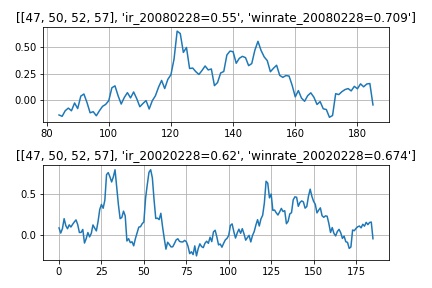 [[47, 50, 52, 57], 'ir_20080228=0.55', 'winrate_20080228=0.709']
0.50
0.25
0.00
80 100 120 140 160 180
[[47, 50, 52, 57], 'ir_20020228=0.62', 'winrate_20020228=0.674']
0.5
0.0
0 25 50 75 100 125 150 175